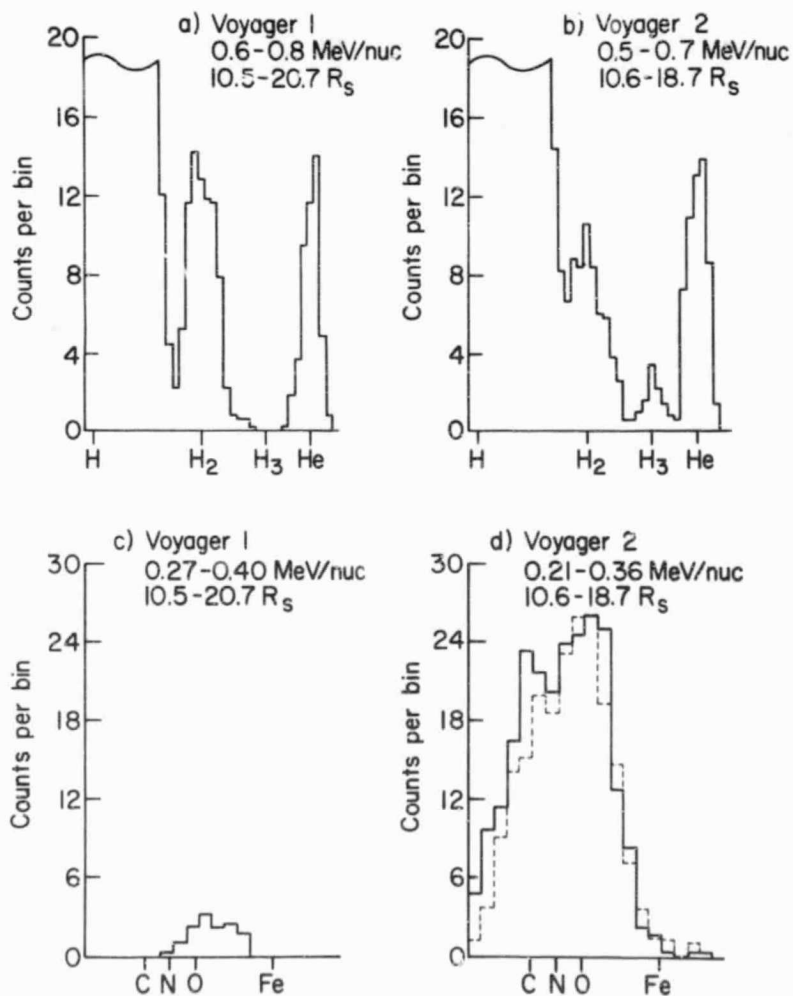 a) Voyager 1
0.6-0.8 MeV/nuc
10.5-20.7 Rs
20
16
12
8
4
0
Counts per bin
H H2 H3 He
b) Voyager 2
0.5-0.7 MeV/nuc
10.6-18.7 Rs
20
16
12
8
4
0
Counts per bin
H H2 H3 He
c) Voyager 1
0.27-0.40 MeV/nuc
10.5-20.7 Rs
30
24
18
12
6
0
Counts per bin
C N O Fe
d) Voyager 2
0.21-0.36 MeV/nuc
10.6-18.7 Rs
30
24
18
12
6
0
Counts per bin
C N O Fe